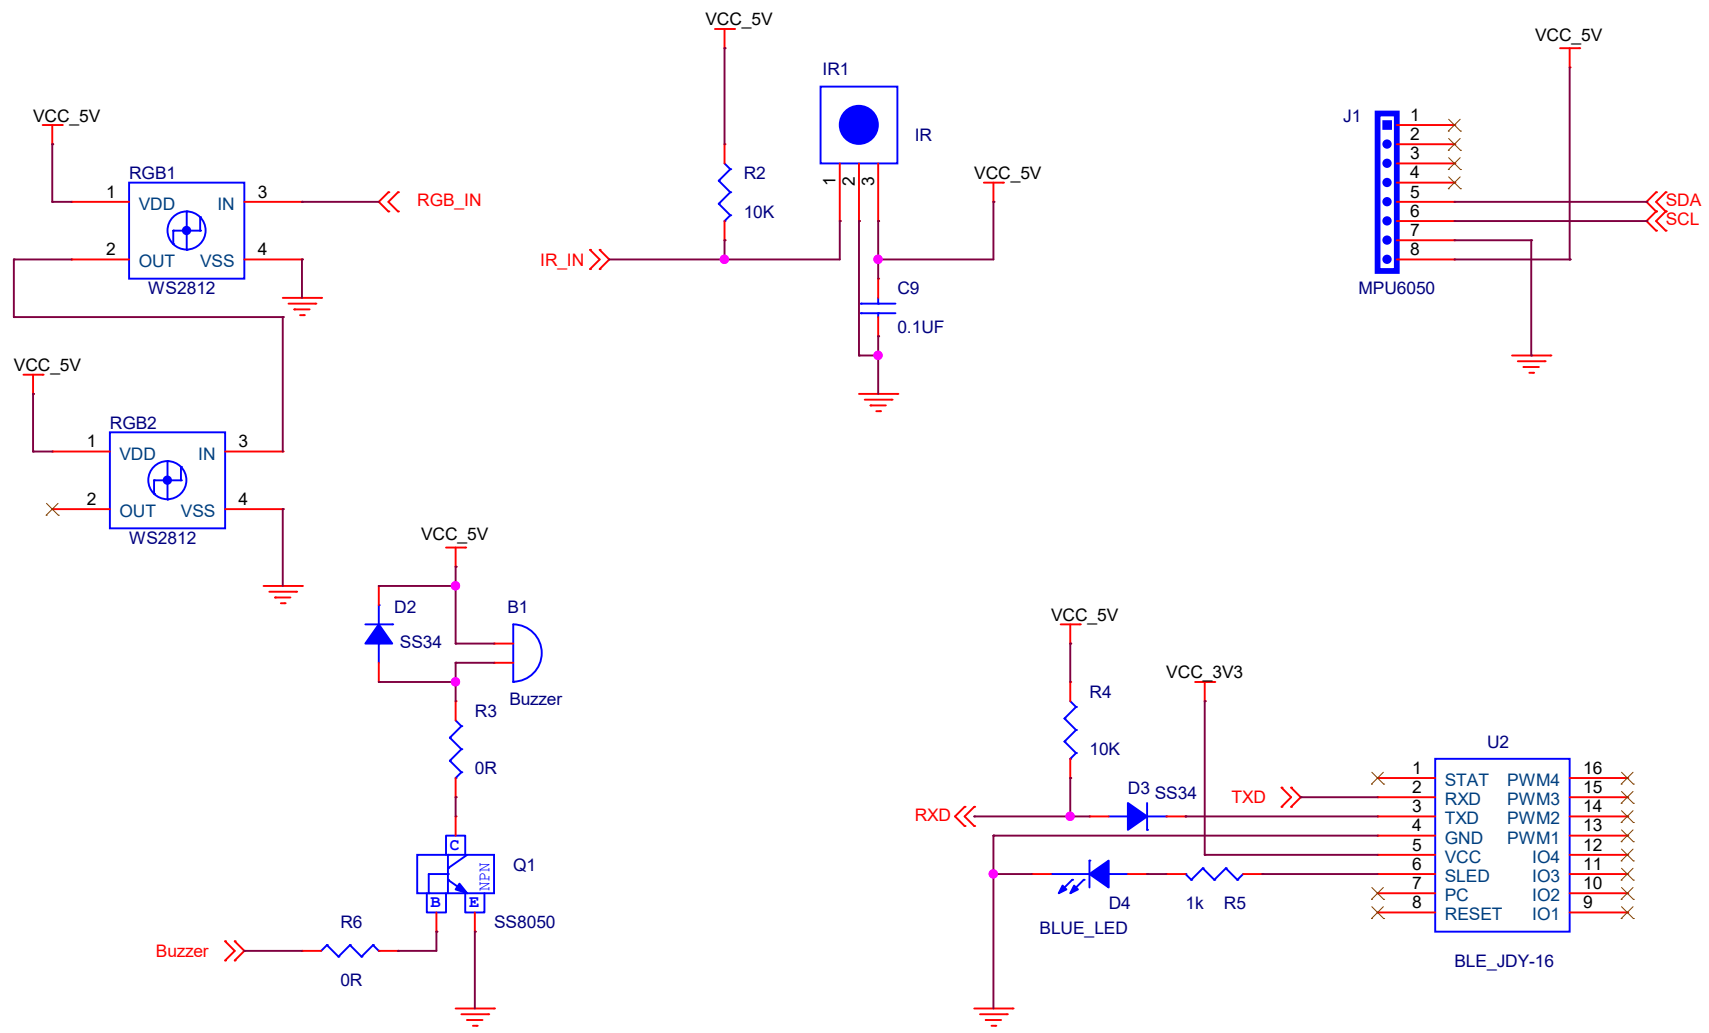 VCC_5V
RGB1
1
VDD
IN
3
RGB_IN
2
OUT
VSS
4
WS2812
VCC_5V
RGB2
1
VDD
IN
3
2
OUT
VSS
4
WS2812
VCC_5V
IR1
IR
R2
10K
1
2
3
VCC_5V
IR_IN
C9
0.1UF
VCC_5V
J1
1
2
3
4
5
6
7
8
SDA
SCL
MPU6050
VCC_5V
D2
SS34
B1
Buzzer
R3
0R
C
NPN
B
E
Q1
SS8050
Buzzer
R6
0R
VCC_5V
R4
10K
VCC_3V3
RXD
D3
SS34
TXD
D4
BLUE_LED
1k
R5
U2
1
STAT
PWM4
16
2
RXD
PWM3
15
3
TXD
PWM2
14
4
GND
PWM1
13
5
VCC
IO4
12
6
SLED
IO3
11
7
PC
IO2
10
8
RESET
IO1
9
BLE_JDY-16